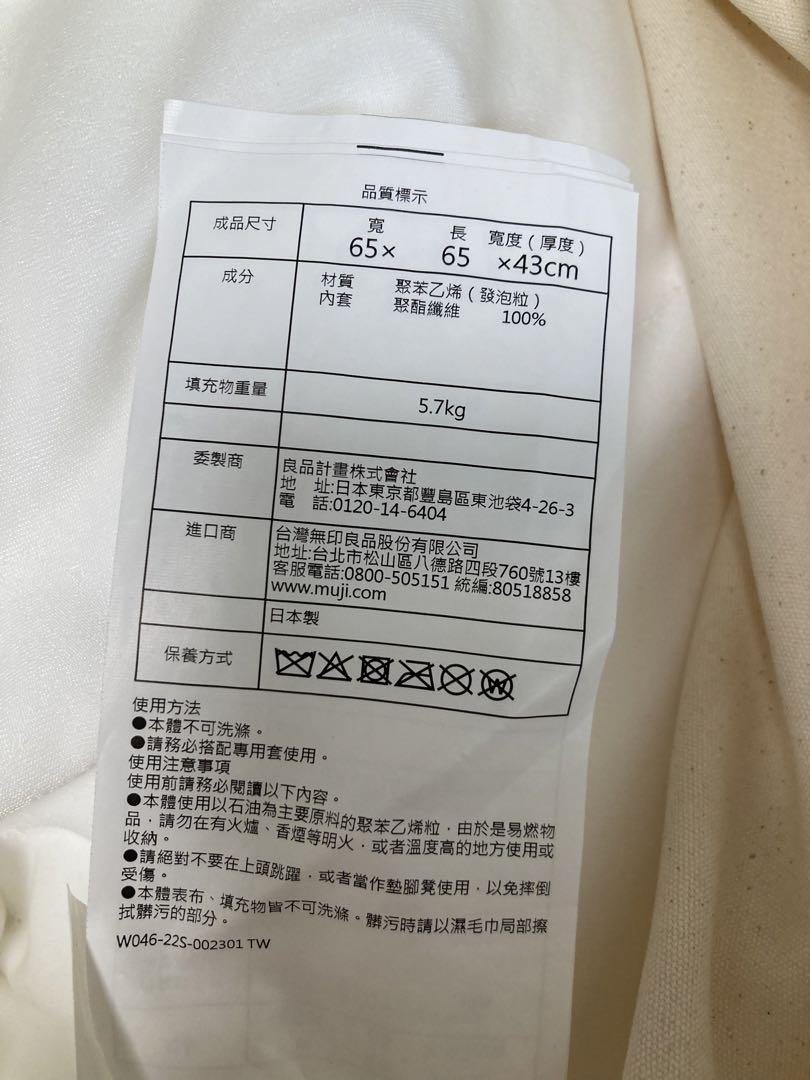 品質標示
成品尺寸 寬 長 寬度(厚度)
65× 65 ×43cm
成分 材質 聚苯乙烯(發泡粒)
內套 聚酯纖維 100%
填充物重量 5.7kg
委製商 良品計畫株式會社
地 址:日本東京都豐島區東池袋4-26-3
電 話:0120-14-6404
進口商 台灣無印良品股份有限公司
地址:台北市松山區八德路四段760號13樓
客服電話:0800-505151 統編:80518858
www.muji.com
日本製
保養方式
使用方法
●本體不可洗滌。
●請務必搭配專用套使用。
使用注意事項
使用前請務必閱讀以下內容。
●本體使用以石油為主要原料的聚苯乙烯粒，由於是易燃物
品，請勿在有火爐、香煙等明火，或者溫度高的地方使用或
收納。
●請絕對不要在上頭跳躍，或者當作墊腳凳使用，以免摔倒
受傷。
●本體表布、填充物皆不可洗滌。髒污時請以濕毛巾局部擦
拭髒污的部分。
W046-22S-002301 TW